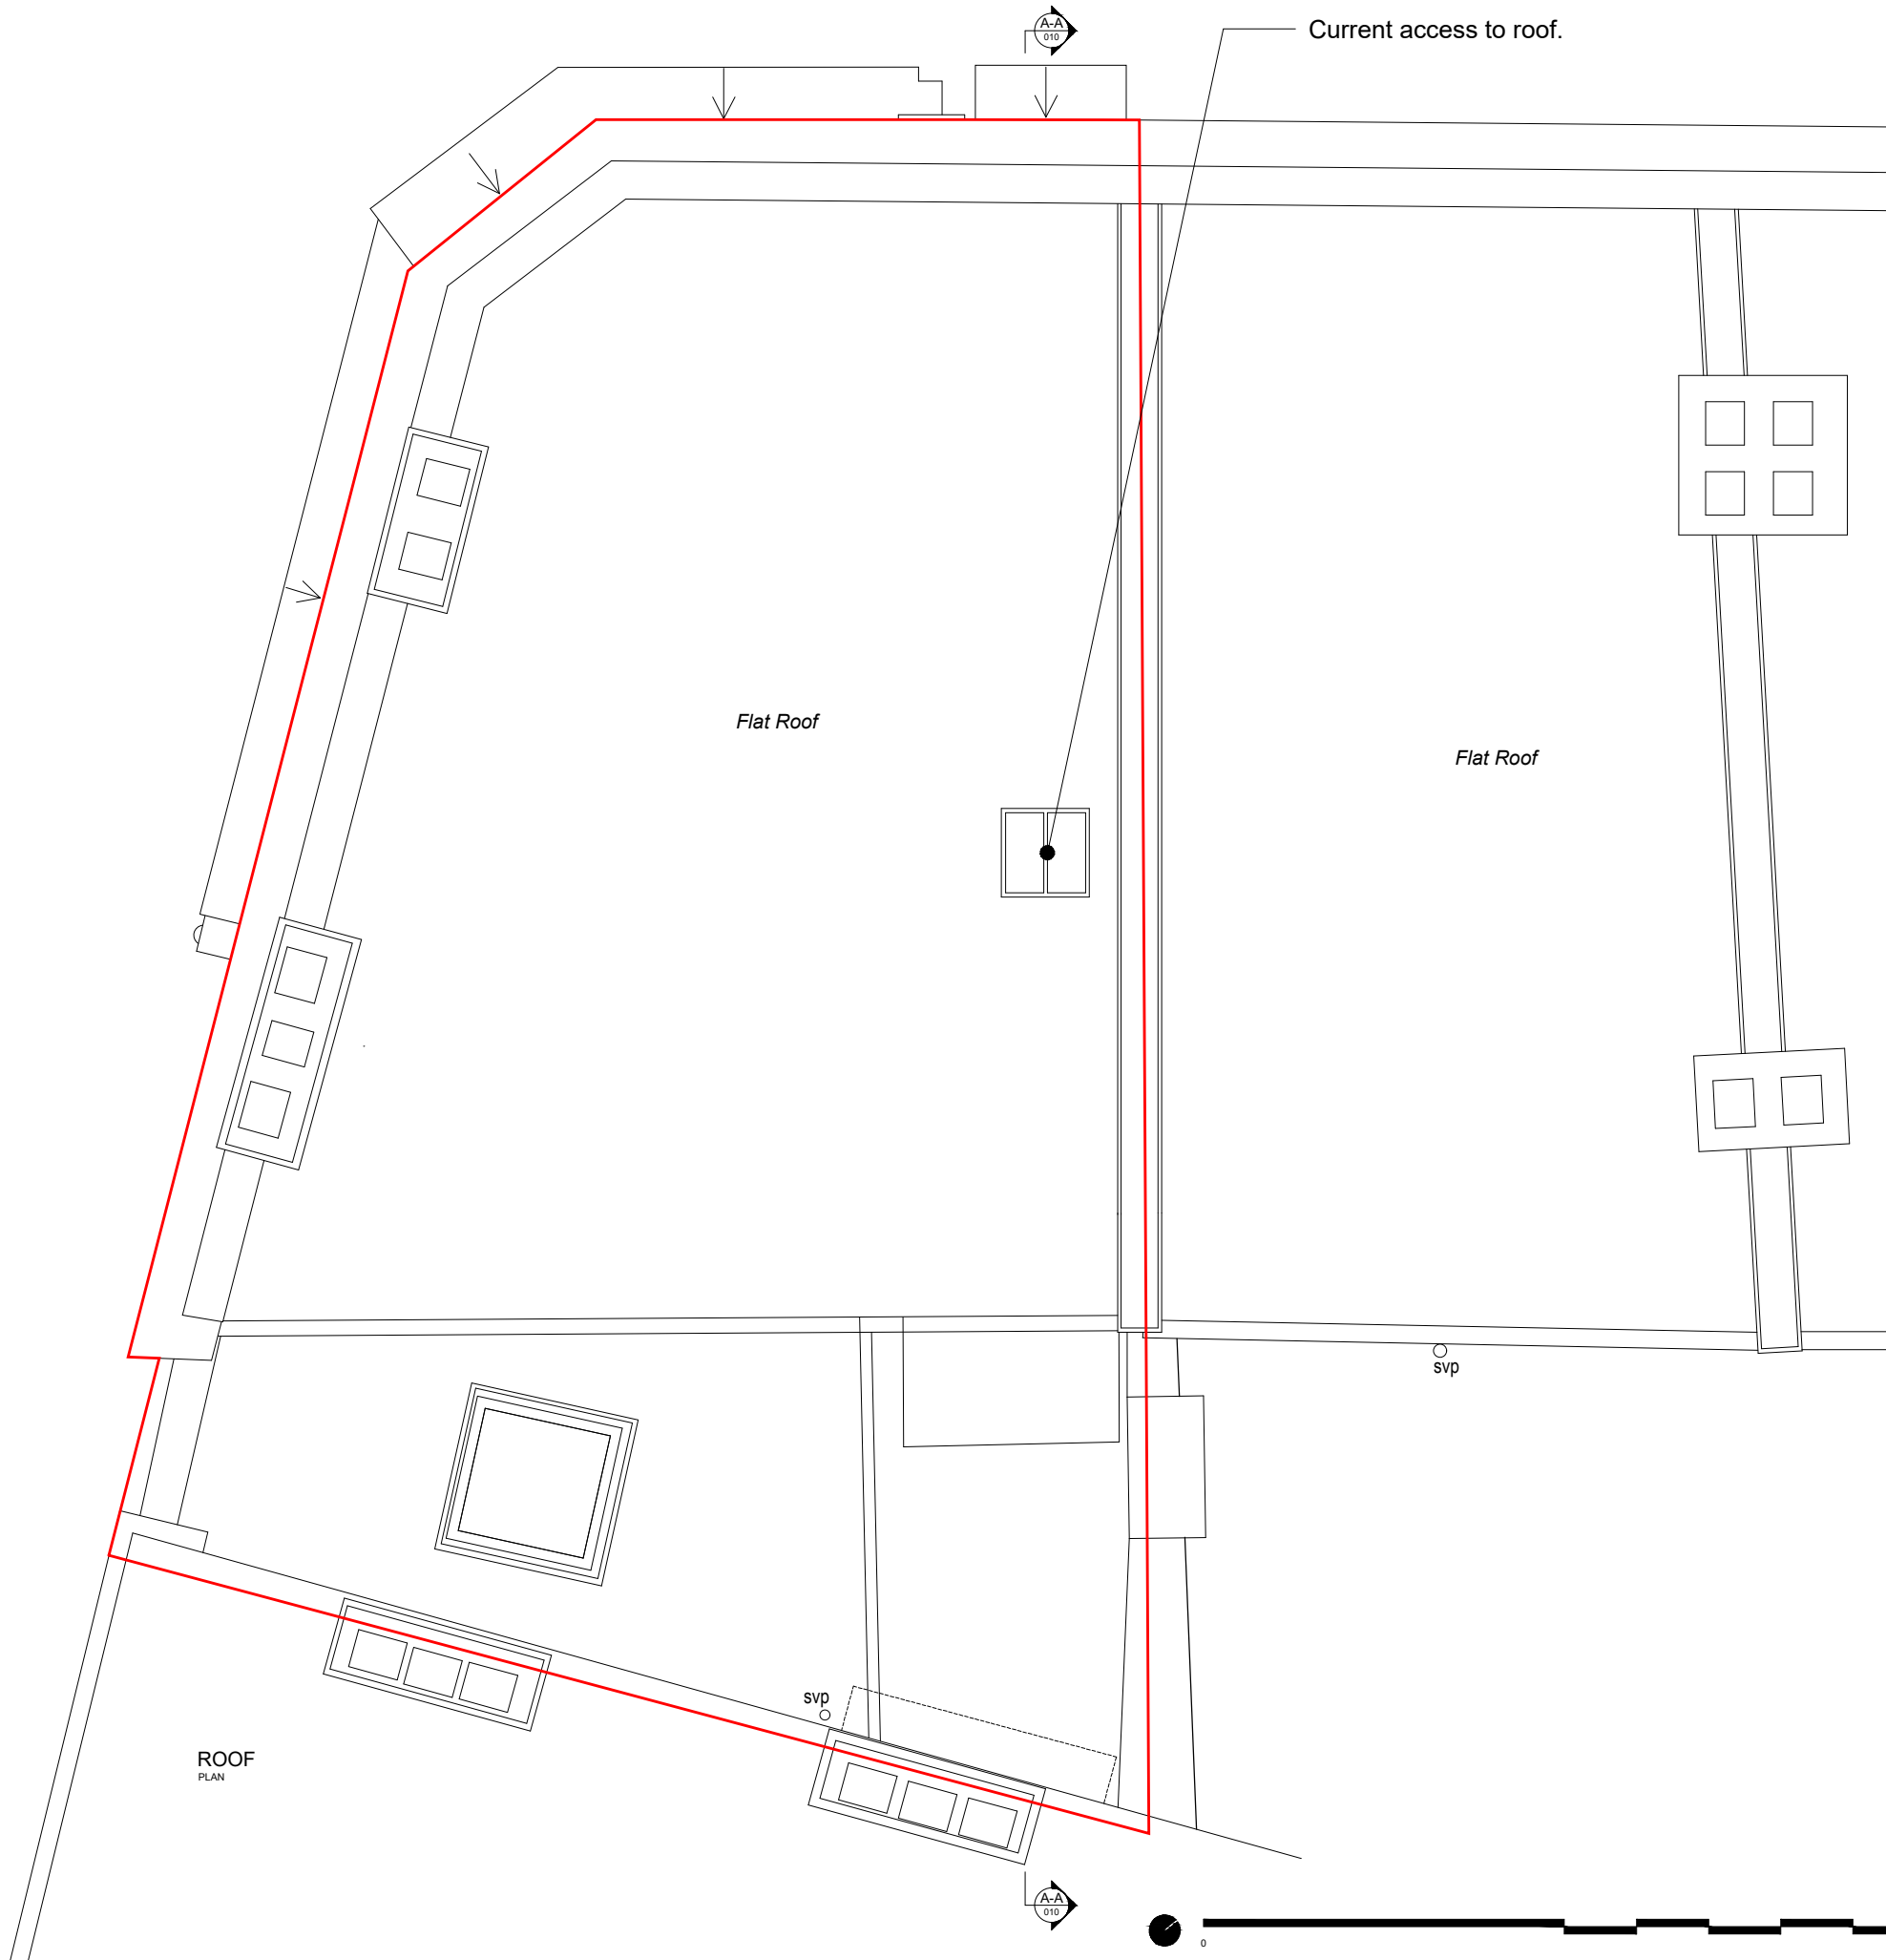 A-A
010
Current access to roof.
Flat Roof
Flat Roof
svp
svp
ROOF
PLAN
A-A
010
0